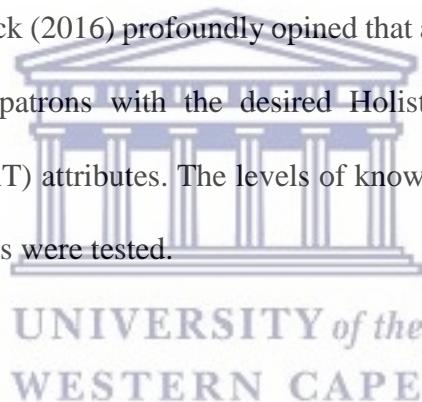 ck (2016) profoundly opined that a
patrons with the desired Holist
T) attributes. The levels of know
s were tested.
UNIVERSITY of the
WESTERN CAPE